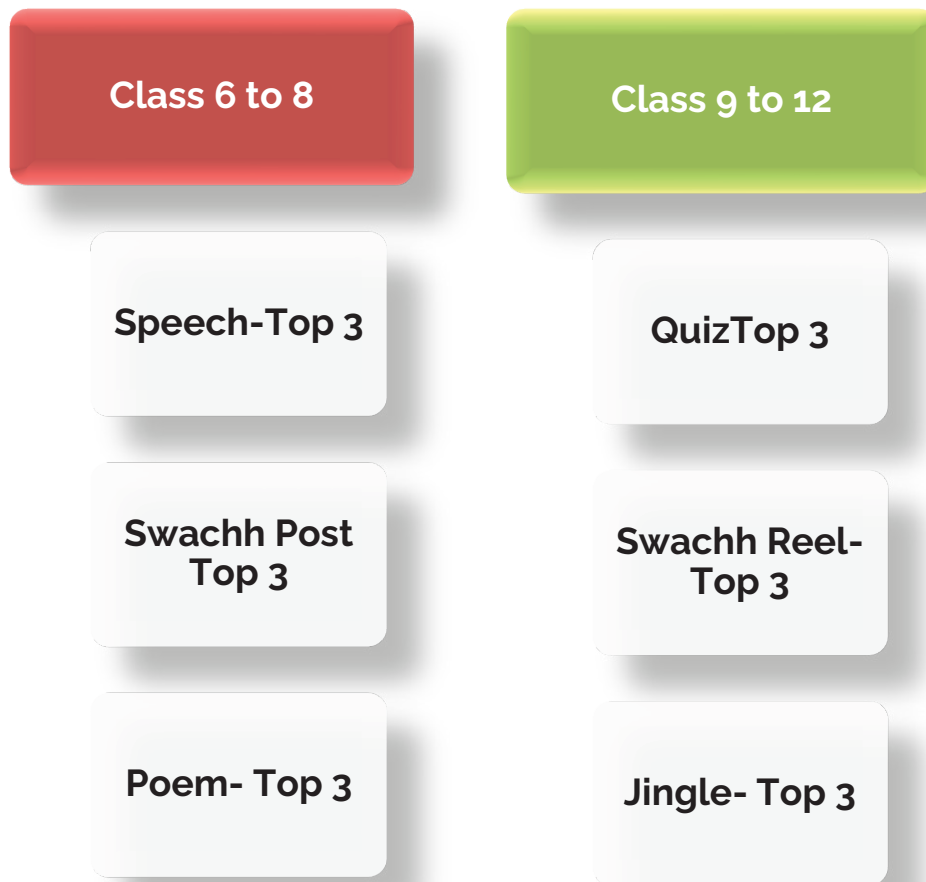 Class 6 to 8
Speech-Top 3
Swachh Post
Top 3
Poem- Top 3
Class 9 to 12
QuizTop 3
Swachh Reel-
Top 3
Jingle- Top 3